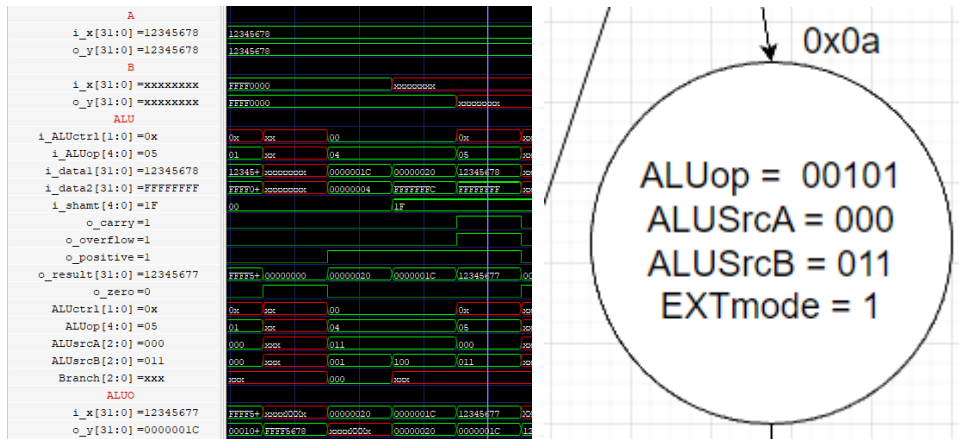 A
i_x[31:0] =12345678 12345678
o_y[31:0] =12345678 12345678
B
i_x[31:0] =xxxxxxxx FFFF0000 xxxxxxxx
o_y[31:0] =xxxxxxxx FFFF0000 xxxxxxxx
ALU
i_ALUctrl[1:0] =0x 0x xx 00 0x xx
i_ALUop[4:0] =05 01 xx 04 05 xx
i_data1[31:0] =12345678 12345+ xxxxxxxx 0000001C 00000020 12345678
i_data2[31:0] =FFFFFFFF FFFF0+ xxxxxxxx 00000004 FFFFFFFC FFFFFFFF
i_shamt[4:0] =1F 00 1F
o_carry=1
o_overflow=1
o_positive=1
o_result[31:0] =12345677 FFFF5+ 00000000 00000020 0000001C 12345677 00
o_zero=0
ALUctrl[1:0] =0x 0x xx 00 0x xx
ALUop[4:0] =05 01 xx 04 05 xx
ALUsrcA[2:0] =000 000 xxx 011 000
ALUsrcB[2:0] =011 000 xxx 001 100 011
Branch[2:0] =xxx xxx 000 xxx
ALUO
i_x[31:0] =12345677 FFFF5+ 00000020 0000001C 12345677
o_y[31:0] =0000001C 00010+ FFFF5678 00000020 0000001C 12
0x0a
ALUop = 00101
ALUSrcA = 000
ALUSrcB = 011
EXTmode = 1